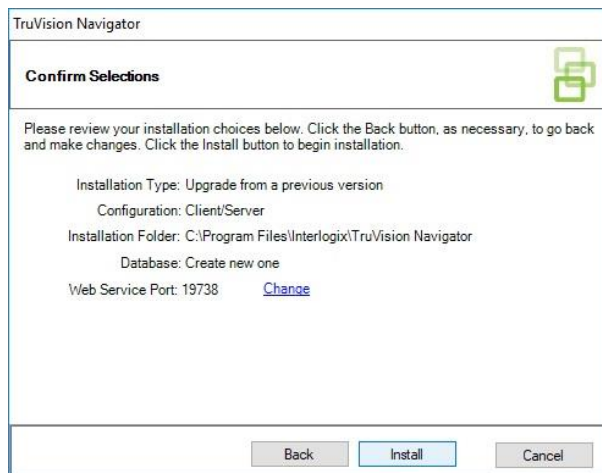 TruVision Navigator
Confirm Selections
Please review your installation choices below. Click the Back button, as necessary, to go back
and make changes. Click the Install button to begin installation.
Installation Type: Upgrade from a previous version
Configuration: Client/Server
Installation Folder: C:\Program Files\Interlogix\TruVision Navigator
Database: Create new one
Web Service Port: 19738 Change
Back Install Cancel